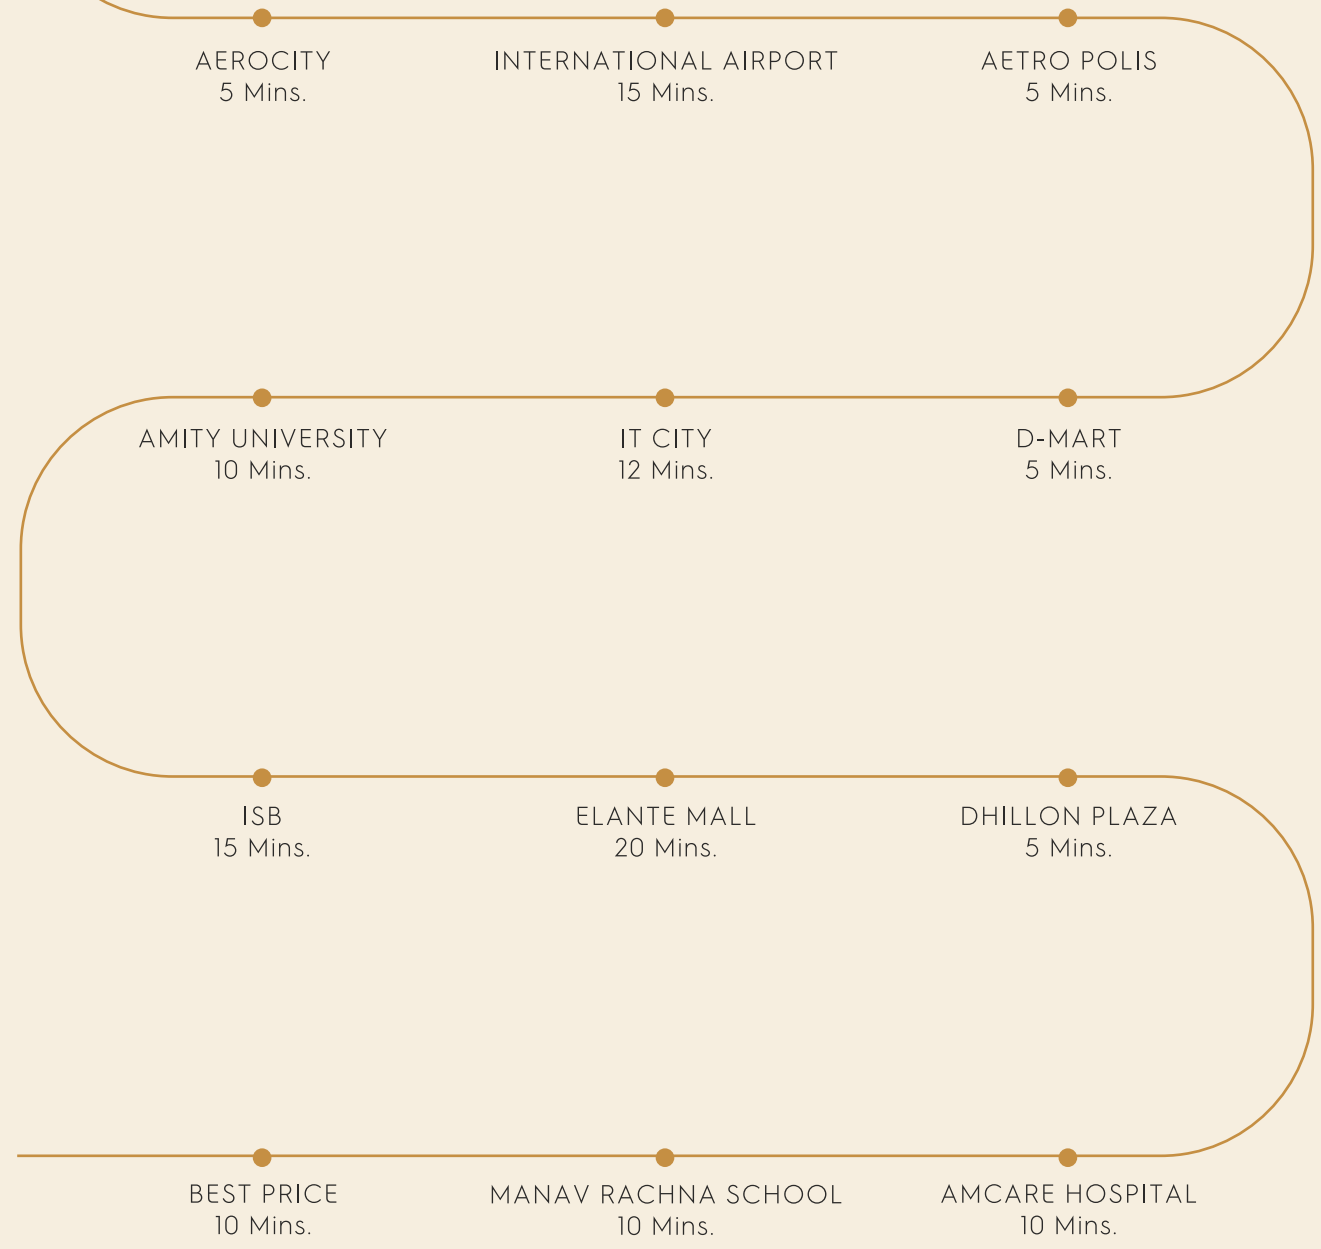 AEROCITY
5 Mins.
INTERNATIONAL AIRPORT
15 Mins.
AETRO POLIS
5 Mins.
AMITY UNIVERSITY
10 Mins.
IT CITY
12 Mins.
D-MART
5 Mins.
ISB
15 Mins.
ELANTE MALL
20 Mins.
DHILLON PLAZA
5 Mins.
BEST PRICE
10 Mins.
MANAV RACHNA SCHOOL
10 Mins.
AMCARE HOSPITAL
10 Mins.